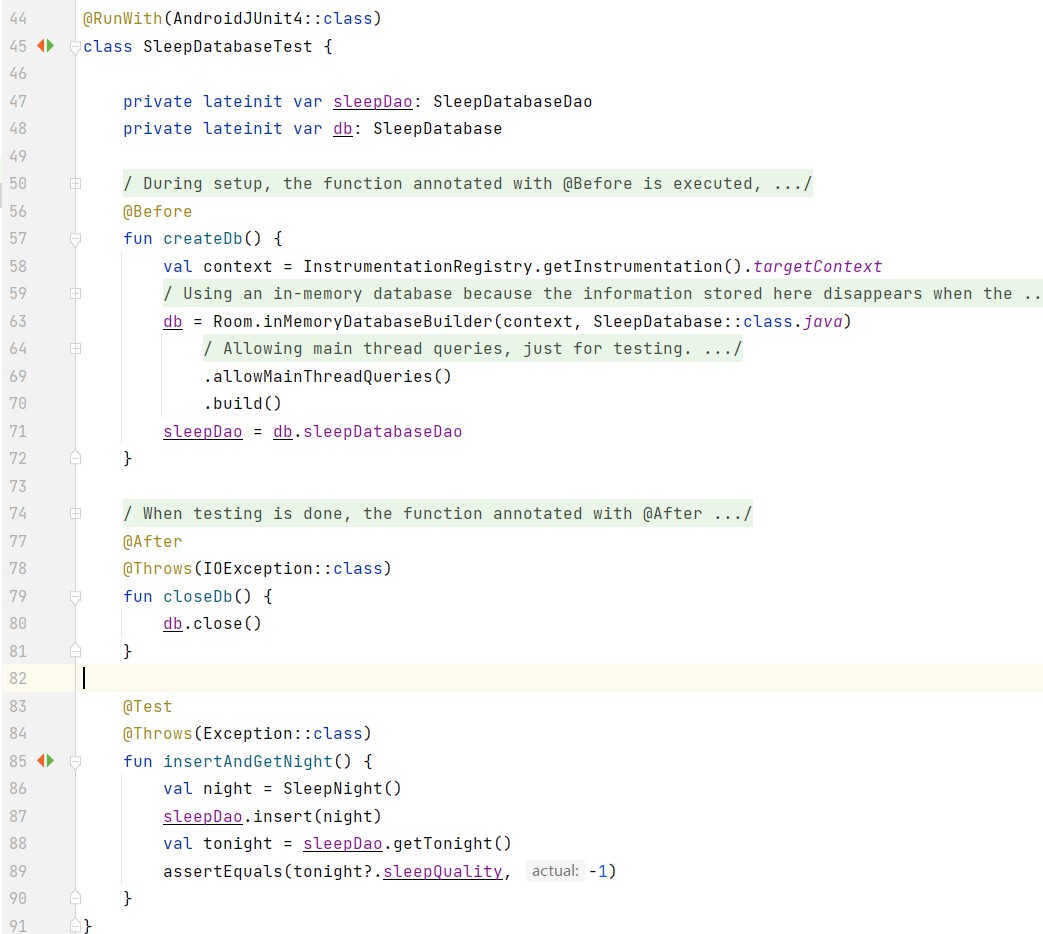 44 @RunWith(AndroidJUnit4::class)
45 class SleepDatabaseTest {
46
47     private lateinit var sleepDao: SleepDatabaseDao
48     private lateinit var db: SleepDatabase
49
50     / During setup, the function annotated with @Before is executed, .../
56     @Before
57     fun createDb() {
58         val context = InstrumentationRegistry.getInstrumentation().targetContext
59         / Using an in-memory database because the information stored here disappears when the ..
63         db = Room.inMemoryDatabaseBuilder(context, SleepDatabase::class.java)
64             / Allowing main thread queries, just for testing. .../
69             .allowMainThreadQueries()
70             .build()
71         sleepDao = db.sleepDatabaseDao
72     }
73
74     / When testing is done, the function annotated with @After .../
77     @After
78     @Throws(IOException::class)
79     fun closeDb() {
80         db.close()
81     }
82
83     @Test
84     @Throws(Exception::class)
85     fun insertAndGetNight() {
86         val night = SleepNight()
87         sleepDao.insert(night)
88         val tonight = sleepDao.getTonight()
89         assertEquals(tonight?.sleepQuality, actual: -1)
90     }
91 }